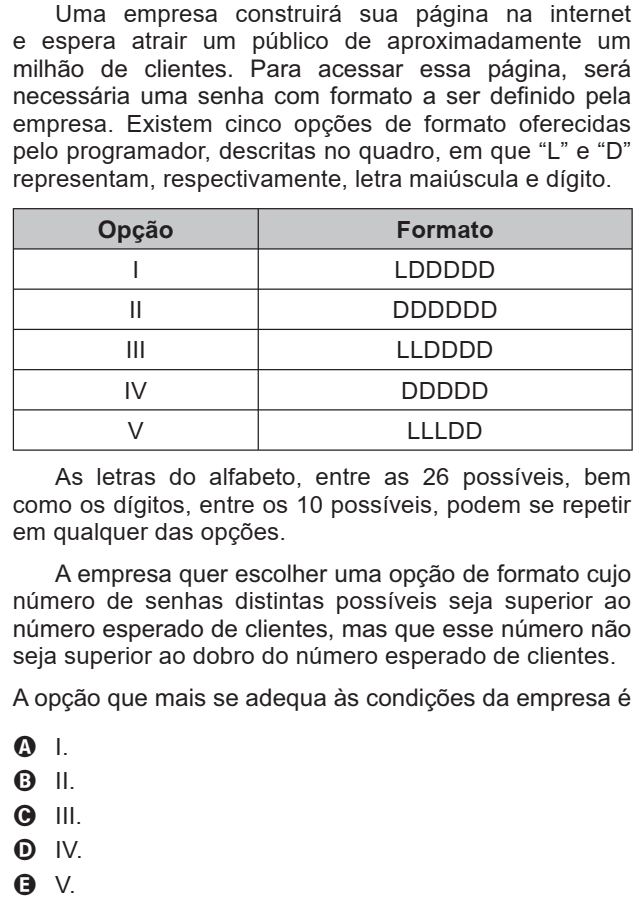 Uma empresa construirá sua página na internet
e espera atrair um público de aproximadamente um
milhão de clientes. Para acessar essa página, será
necessária uma senha com formato a ser definido pela
empresa. Existem cinco opções de formato oferecidas
pelo programador, descritas no quadro, em que “L” e “D”
representam, respectivamente, letra maiúscula e dígito.
Opção Formato
I LDDDDD
II DDDDDD
III LLDDDD
IV DDDDD
V LLLDD
As letras do alfabeto, entre as 26 possíveis, bem
como os dígitos, entre os 10 possíveis, podem se repetir
em qualquer das opções.
A empresa quer escolher uma opção de formato cujo
número de senhas distintas possíveis seja superior ao
número esperado de clientes, mas que esse número não
seja superior ao dobro do número esperado de clientes.
A opção que mais se adequa às condições da empresa é
A I.
B II.
C III.
D IV.
E V.